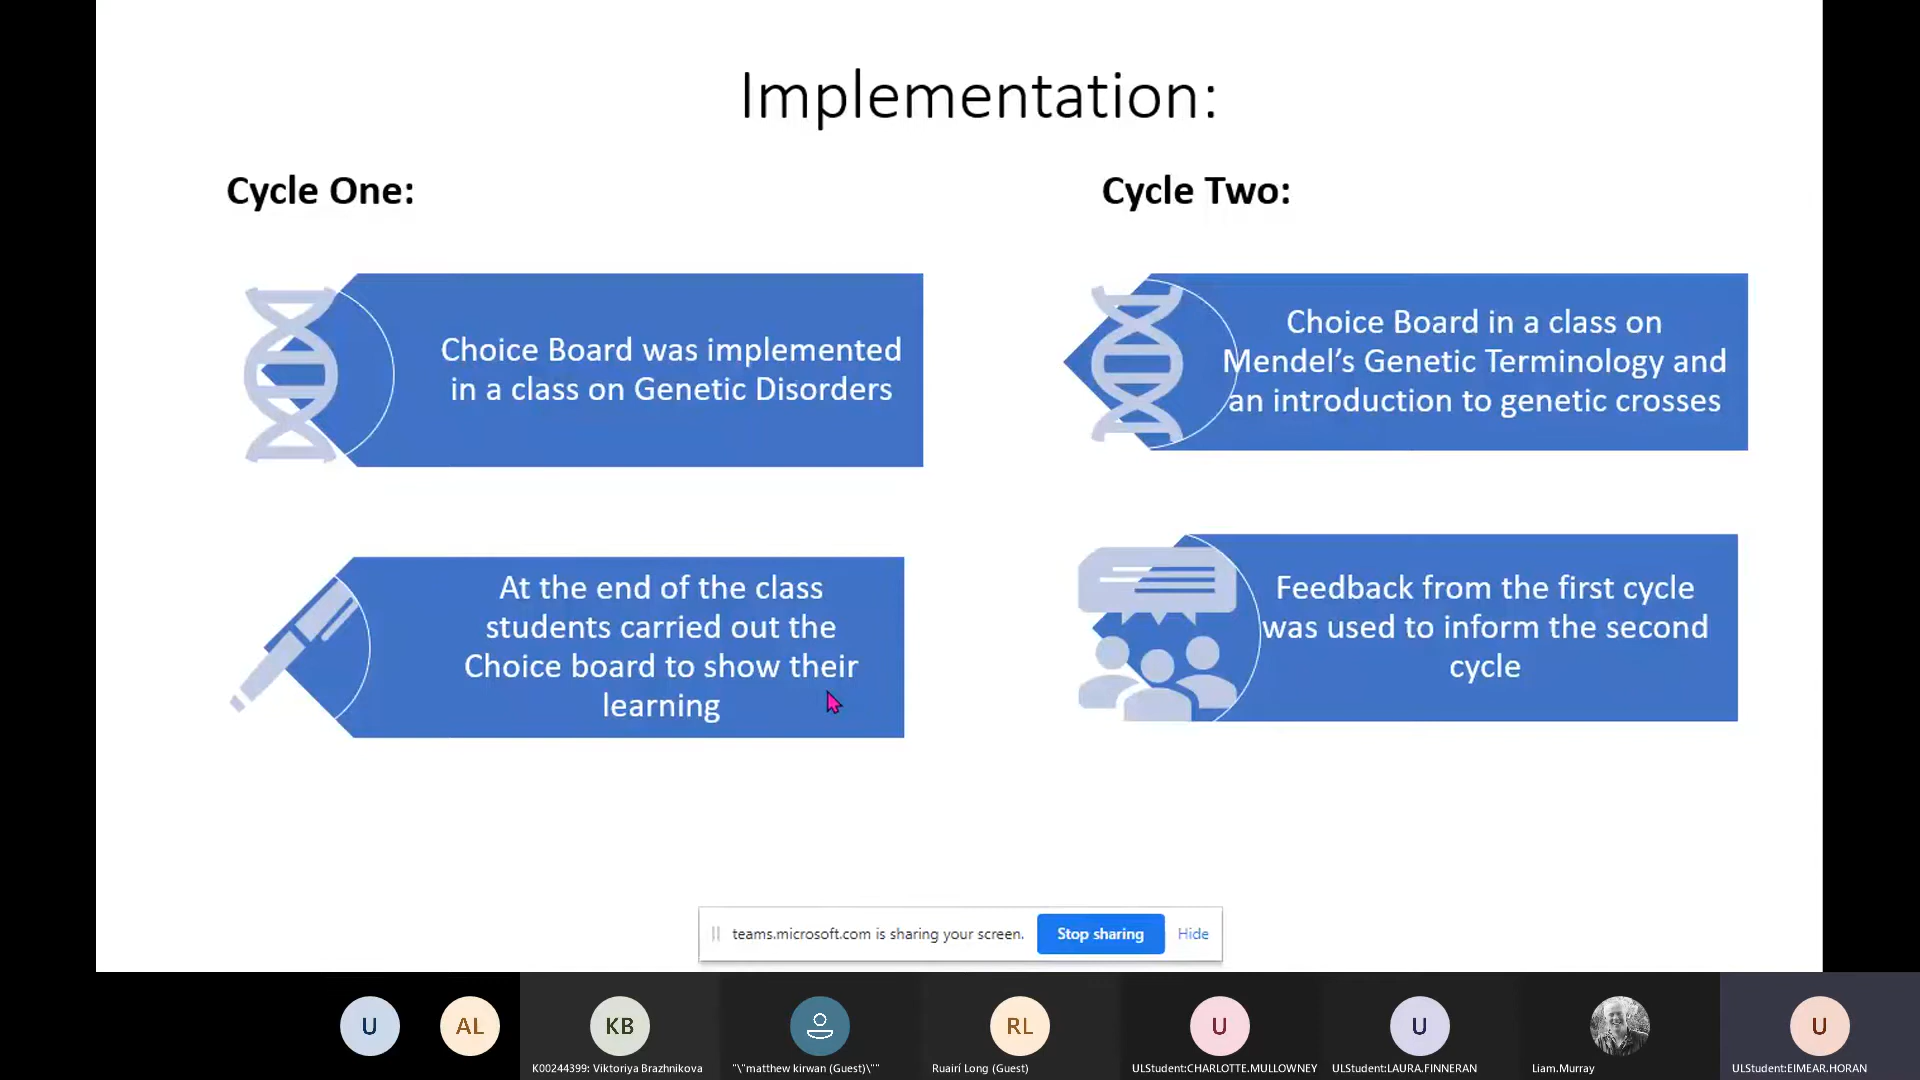 Implementation:
Cycle One:
Choice Board was implemented
in a class on Genetic Disorders
At the end of the class
students carried out the
Choice board to show their
learning
Cycle Two:
Choice Board in a class on
Mendel's Genetic Terminology and
an introduction to genetic crosses
Feedback from the first cycle
was used to inform the second
cycle
teams.microsoft.com is sharing your screen. Stop sharing Hide
U AL KB RL U U U
K00244399: Viktoriya Brazhnikova "\"matthew kirwan (Guest)\"" Ruairí Long (Guest) ULStudent:CHARLOTTE.MULLOWNEY ULStudent:LAURA.FINNERAN Liam.Murray ULStudent:EIMEAR.HORAN